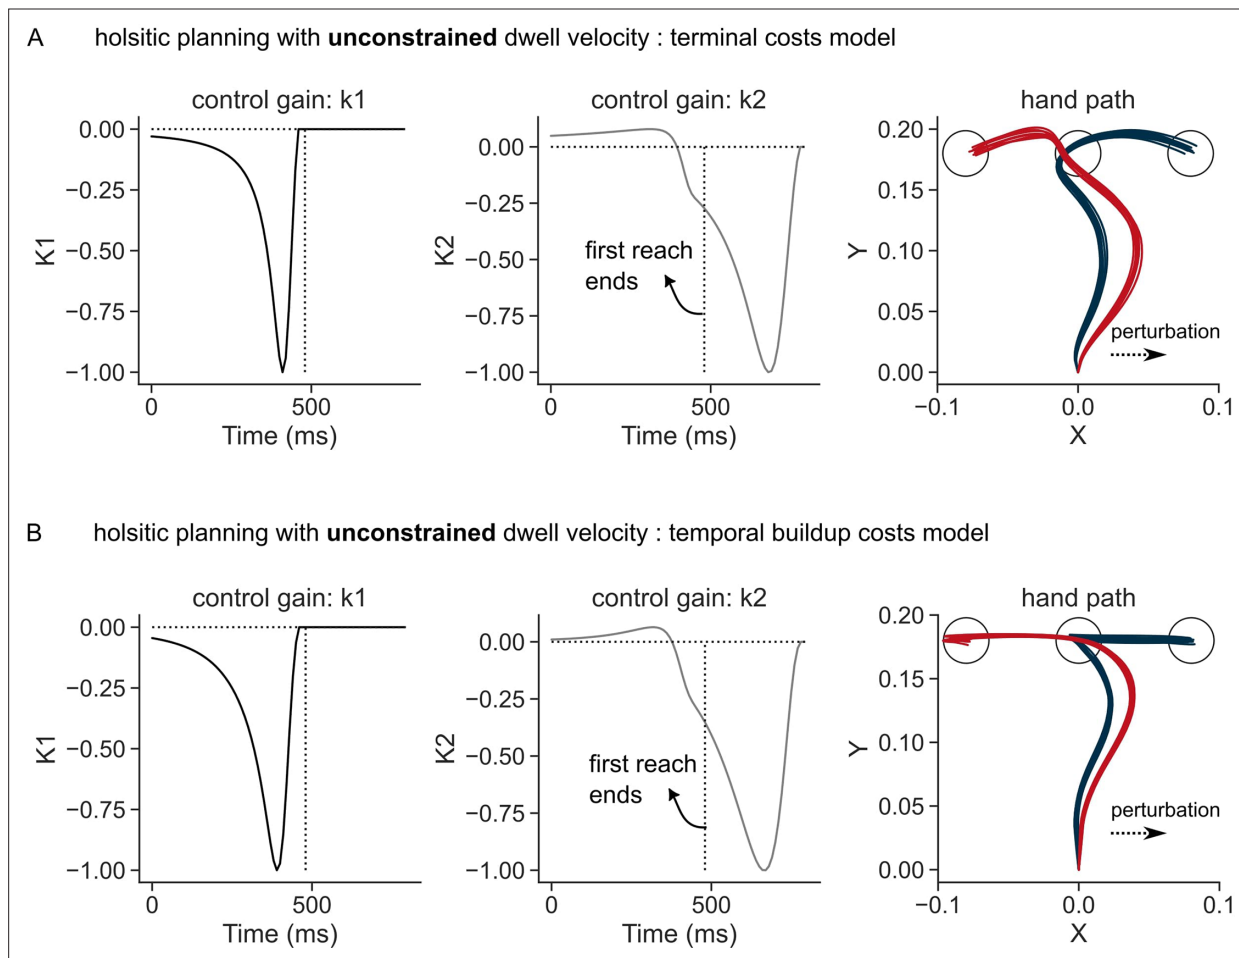 A holsitic planning with unconstrained dwell velocity : terminal costs model
control gain: k1
0.00
−0.25
−0.50
−0.75
−1.00
K1
0
500
Time (ms)
control gain: k2
0.00
−0.25
−0.50
−0.75
−1.00
K2
first reach
ends
0
500
Time (ms)
hand path
0.20
0.15
0.10
0.05
0.00
Y
perturbation
−0.1
0.0
0.1
X
B holsitic planning with unconstrained dwell velocity : temporal buildup costs model
control gain: k1
0.00
−0.25
−0.50
−0.75
−1.00
K1
0
500
Time (ms)
control gain: k2
0.00
−0.25
−0.50
−0.75
−1.00
K2
first reach
ends
0
500
Time (ms)
hand path
0.20
0.15
0.10
0.05
0.00
Y
perturbation
−0.1
0.0
0.1
X